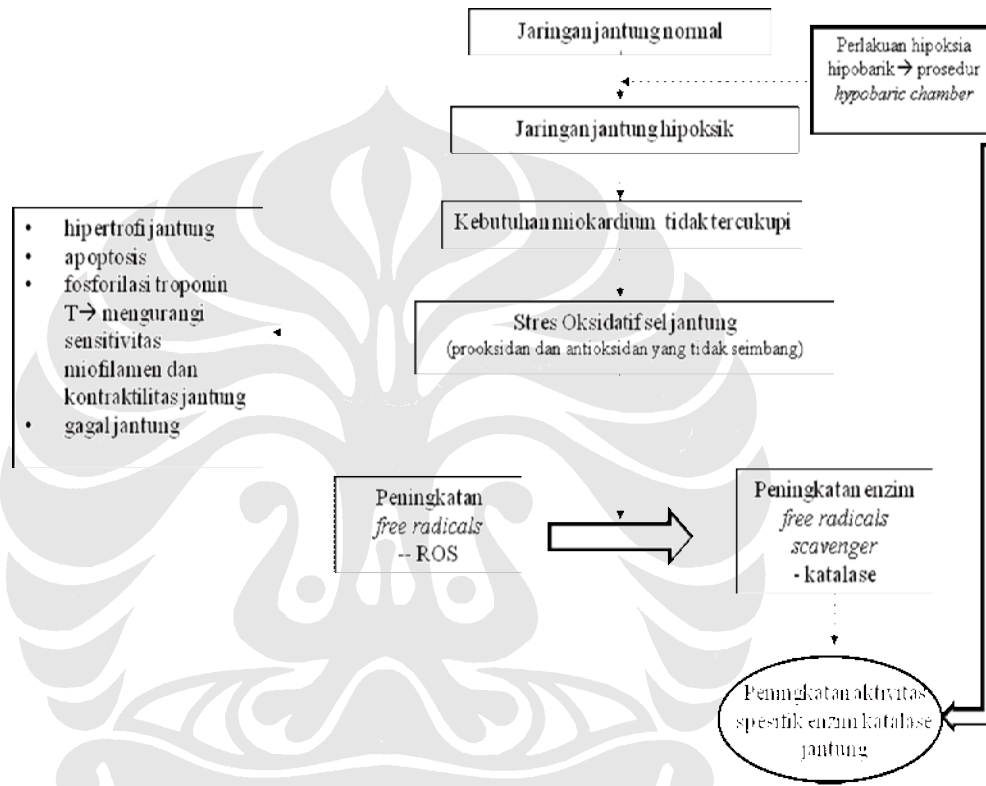 Jaringan jantung normal
Perlakuan hipoksia
hipobarik → prosedur
hypobaric chamber
Jaringan jantung hipoksik
Kebutuhan miokardium tidak tercukupi
• hipertrofi jantung
• apoptosis
• fosforilasi troponin
T→ mengurangi
sensitivitas
miofilamen dan
kontraktilitas jantung
• gagal jantung
Stres Oksidatif sel jantung
(prooksidan dan antioksidan yang tidak seimbang)
Peningkatan
free radicals
-- ROS
Peningkatan enzim
free radicals
scavenger
- katalase
Peningkatan aktivitas
spesifik enzim katalase
jantung